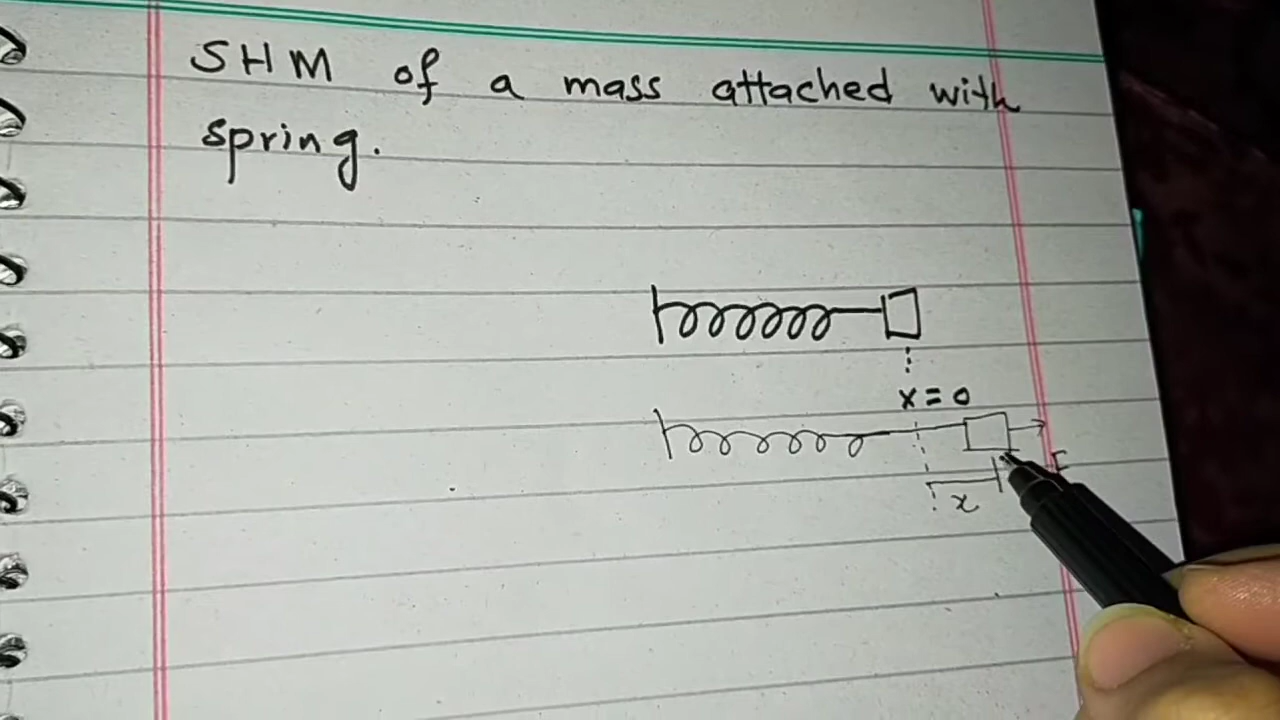 SHM of a mass attached with
spring.
x = 0
F
x